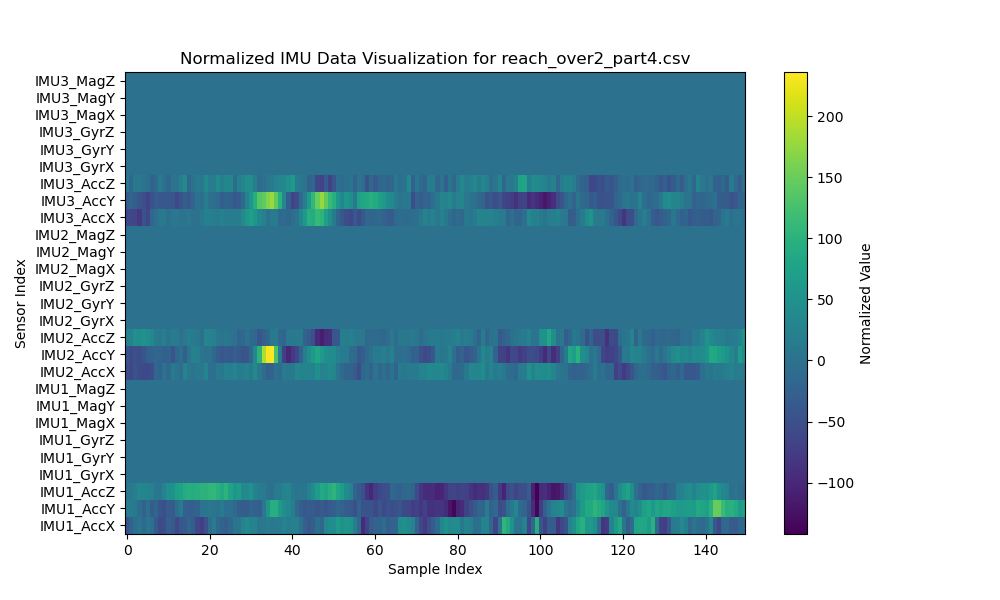 Normalized IMU Data Visualization for reach_over2_part4.csv
Sensor Index
IMU3_MagZ
IMU3_MagY
IMU3_MagX
IMU3_GyrZ
IMU3_GyrY
IMU3_GyrX
IMU3_AccZ
IMU3_AccY
IMU3_AccX
IMU2_MagZ
IMU2_MagY
IMU2_MagX
IMU2_GyrZ
IMU2_GyrY
IMU2_GyrX
IMU2_AccZ
IMU2_AccY
IMU2_AccX
IMU1_MagZ
IMU1_MagY
IMU1_MagX
IMU1_GyrZ
IMU1_GyrY
IMU1_GyrX
IMU1_AccZ
IMU1_AccY
IMU1_AccX
0 20 40 60 80 100 120 140
Sample Index
200
150
100
50
0
−50
−100
Normalized Value